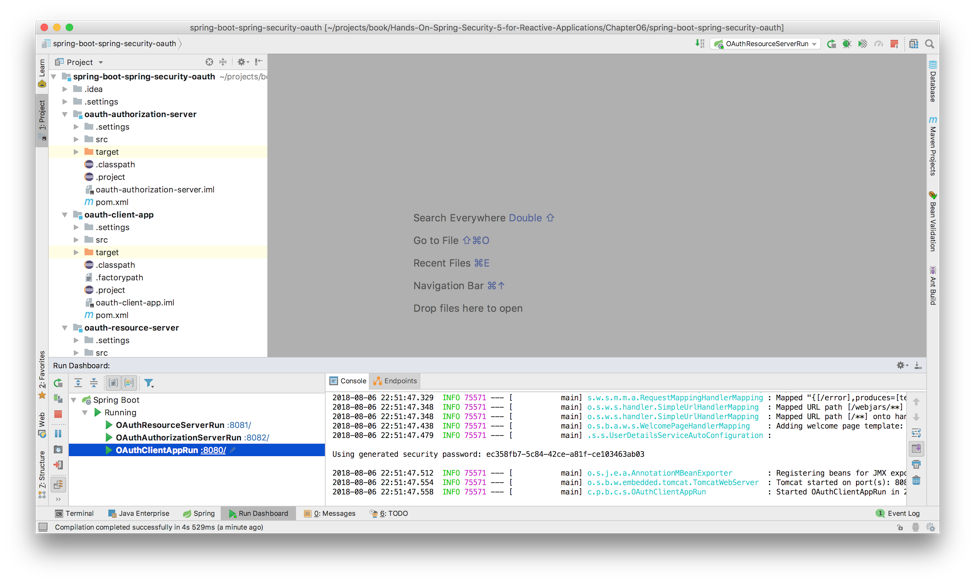 spring-boot-spring-security-oauth [~/projects/book/Hands-On-Spring-Security-5-for-Reactive-Applications/Chapter06/spring-boot-spring-security-oauth]
spring-boot-spring-security-oauth
OAuthResourceServerRun
Learn
1: Project
Project
spring-boot-spring-security-oauth ~/projects/b
.idea
.settings
oauth-authorization-server
.settings
src
target
.classpath
.project
oauth-authorization-server.iml
pom.xml
oauth-client-app
.settings
src
target
.classpath
.factorypath
.project
oauth-client-app.iml
pom.xml
oauth-resource-server
.settings
src
Search Everywhere Double ⇧
Go to File ⇧⌘O
Recent Files ⌘E
Navigation Bar ⌘↑
Drop files here to open
Database
Maven Projects
Bean Validation
Ant Build
2: Favorites
Web
7: Structure
Run Dashboard:
Spring Boot
Running
OAuthResourceServerRun :8081/
OAuthAuthorizationServerRun :8082/
OAuthClientAppRun :8080/
Console
Endpoints
2018-08-06 22:51:47.329 INFO 75571 --- [ main] s.w.s.m.m.a.RequestMappingHandlerMapping : Mapped "{[/error],produces=[te
2018-08-06 22:51:47.348 INFO 75571 --- [ main] o.s.w.s.handler.SimpleUrlHandlerMapping : Mapped URL path [/webjars/**]
2018-08-06 22:51:47.348 INFO 75571 --- [ main] o.s.w.s.handler.SimpleUrlHandlerMapping : Mapped URL path [/**] onto han
2018-08-06 22:51:47.438 INFO 75571 --- [ main] o.s.b.a.w.s.WelcomePageHandlerMapping : Adding welcome page template:
2018-08-06 22:51:47.479 INFO 75571 --- [ main] .s.s.UserDetailsServiceAutoConfiguration :
Using generated security password: ec358fb7-5c84-42ce-a81f-ce103463ab03
2018-08-06 22:51:47.512 INFO 75571 --- [ main] o.s.j.e.a.AnnotationMBeanExporter : Registering beans for JMX expo
2018-08-06 22:51:47.554 INFO 75571 --- [ main] o.s.b.w.embedded.tomcat.TomcatWebServer : Tomcat started on port(s): 808
2018-08-06 22:51:47.558 INFO 75571 --- [ main] c.p.b.c.s.OAuthClientAppRun : Started OAuthClientAppRun in 2
Terminal
Java Enterprise
Spring
Run Dashboard
0: Messages
6: TODO
1 Event Log
Compilation completed successfully in 4s 529ms (a minute ago)